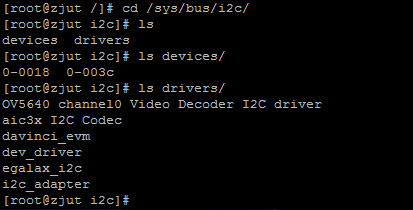 [root@zjut /]# cd /sys/bus/i2c/
[root@zjut i2c]# ls
devices  drivers
[root@zjut i2c]# ls devices/
0-0018  0-003c
[root@zjut i2c]# ls drivers/
OV5640 channel0 Video Decoder I2C driver
aic3x I2C Codec
davinci_evm
dev_driver
egalax_i2c
i2c_adapter
[root@zjut i2c]#